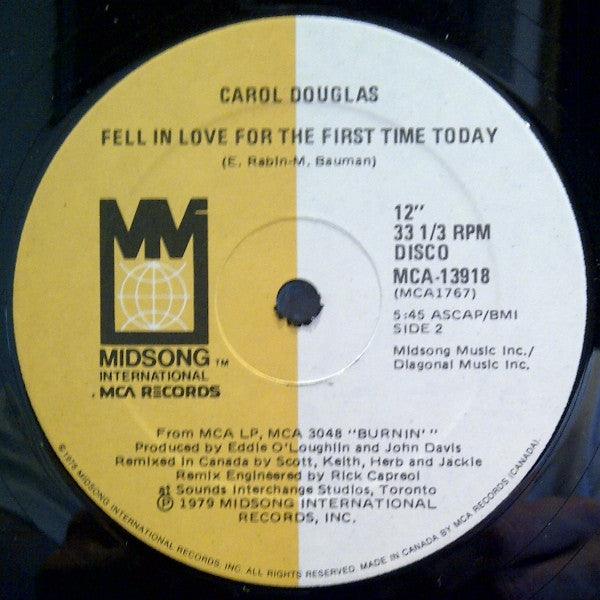 CAROL DOUGLAS
FELL IN LOVE FOR THE FIRST TIME TODAY
(E. Rabin-M. Bauman)
MM
MIDSONG TM
INTERNATIONAL
.MCA RECORDS
12"
33 1/3 RPM
DISCO
MCA-13918
(MCA1767)
5:45 ASCAP/BMI
SIDE 2
Midsong Music Inc./
Diagonal Music Inc.
From MCA LP, MCA 3048 "BURNIN'"
Produced by Eddie O'Loughlin and John Davis
Remixed in Canada by Scott, Keith, Herb and Jackie
Remix Engineered by Rick Capreol
at Sounds Interchange Studios, Toronto
℗ 1979 MIDSONG INTERNATIONAL
RECORDS, INC.
MIDSONG INTERNATIONAL RECORDS, INC. ALL RIGHTS RESERVED. MADE IN CANADA BY MCA RECORDS (CANADA).